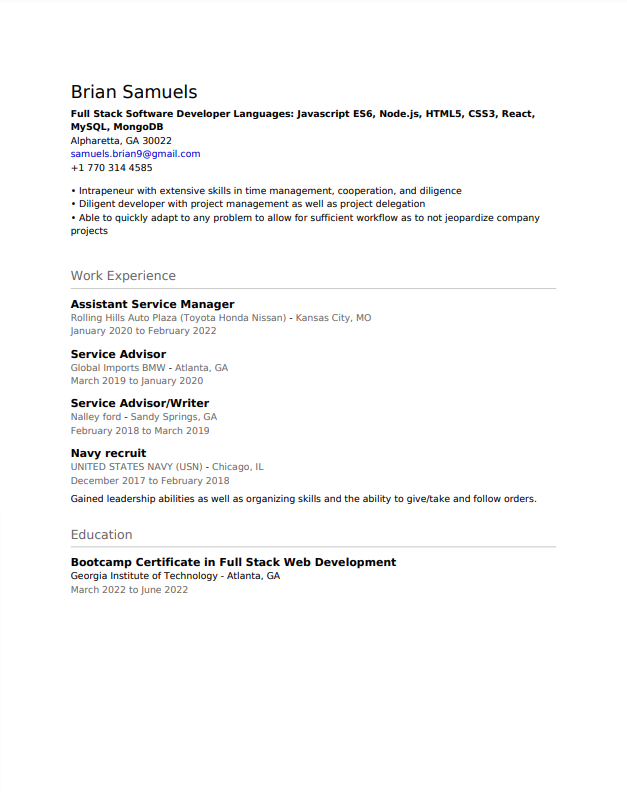 Brian Samuels
Full Stack Software Developer Languages: Javascript ES6, Node.js, HTML5, CSS3, React,
MySQL, MongoDB
Alpharetta, GA 30022
samuels.brian9@gmail.com
+1 770 314 4585
• Intrapeneur with extensive skills in time management, cooperation, and diligence
• Diligent developer with project management as well as project delegation
• Able to quickly adapt to any problem to allow for sufficient workflow as to not jeopardize company
projects
Work Experience
Assistant Service Manager
Rolling Hills Auto Plaza (Toyota Honda Nissan) - Kansas City, MO
January 2020 to February 2022
Service Advisor
Global Imports BMW - Atlanta, GA
March 2019 to January 2020
Service Advisor/Writer
Nalley ford - Sandy Springs, GA
February 2018 to March 2019
Navy recruit
UNITED STATES NAVY (USN) - Chicago, IL
December 2017 to February 2018
Gained leadership abilities as well as organizing skills and the ability to give/take and follow orders.
Education
Bootcamp Certificate in Full Stack Web Development
Georgia Institute of Technology - Atlanta, GA
March 2022 to June 2022